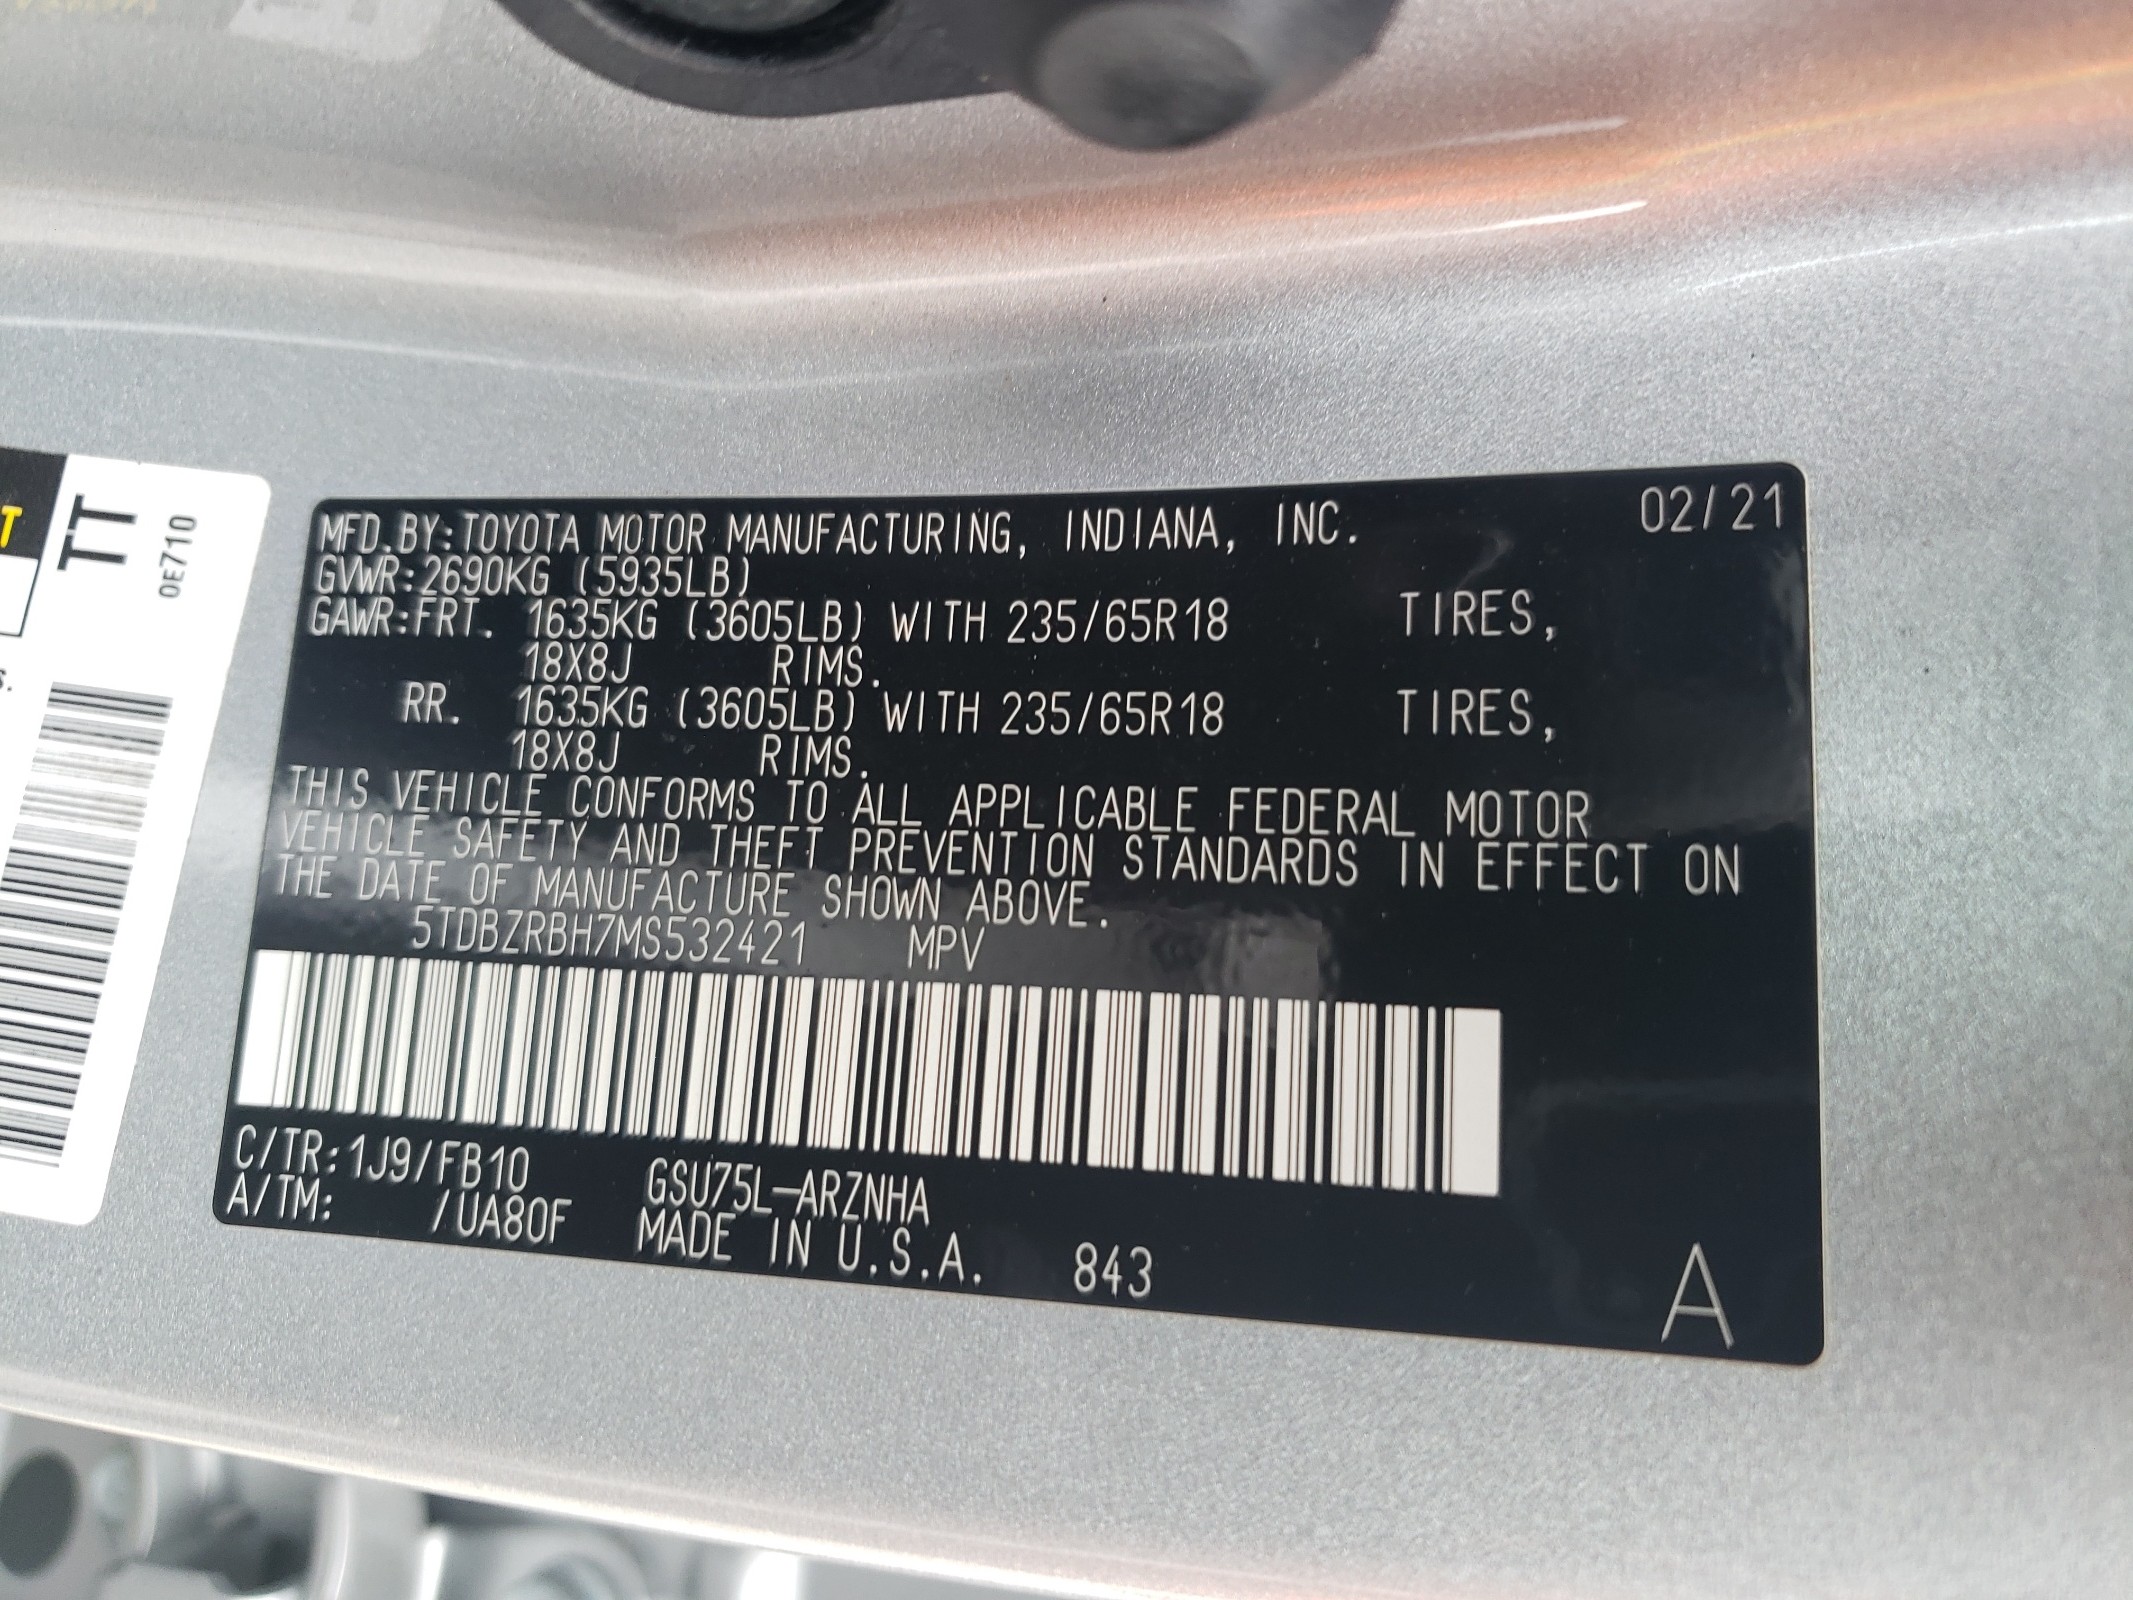 MFD.BY:TOYOTA MOTOR MANUFACTURING, INDIANA, INC. 02/21
GVWR:2690KG (5935LB)
GAWR:FRT. 1635KG (3605LB) WITH 235/65R18 TIRES,
18X8J RIMS.
RR. 1635KG (3605LB) WITH 235/65R18 TIRES,
18X8J RIMS.
THIS VEHICLE CONFORMS TO ALL APPLICABLE FEDERAL MOTOR
VEHICLE SAFETY AND THEFT PREVENTION STANDARDS IN EFFECT ON
THE DATE OF MANUFACTURE SHOWN ABOVE.
5TDBZRBH7MS532421 MPV
C/TR:1J9/FB10 GSU75L-ARZNHA
A/TM: /UA80F MADE IN U.S.A. 843
A
T
TT
0E710
s.